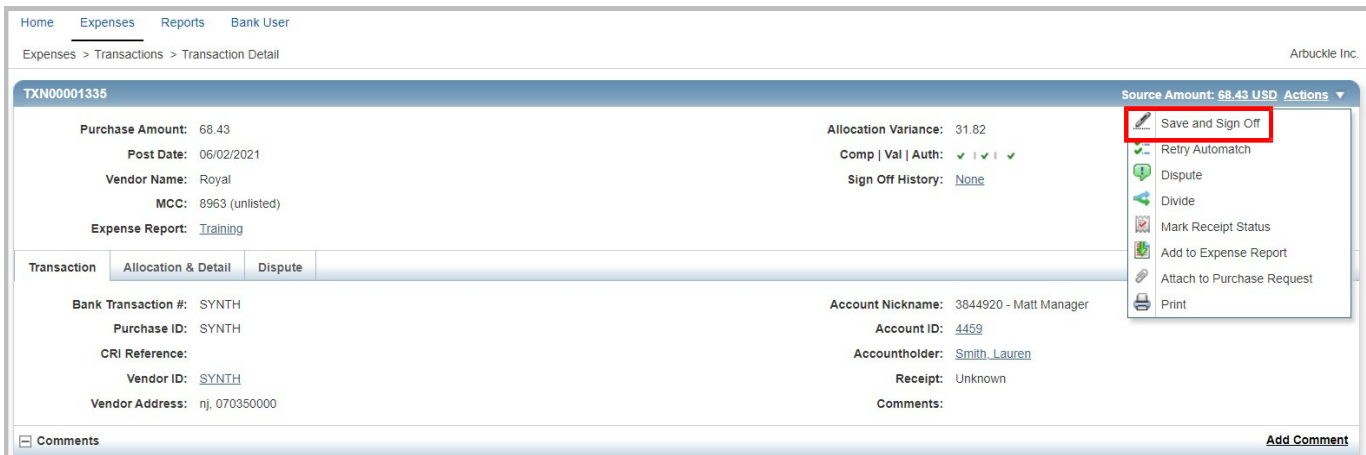 Home Expenses Reports Bank User
Expenses > Transactions > Transaction Detail Arbuckle Inc.
TXN00001335 Source Amount: 68.43 USD Actions ▼
Purchase Amount: 68.43 Allocation Variance: 31.82 Save and Sign Off
Post Date: 06/02/2021 Comp | Val | Auth: ✔ | ✔ | ✔ Retry Automatch
Vendor Name: Royal Sign Off History: None Dispute
MCC: 8963 (unlisted) Divide
Expense Report: Training Mark Receipt Status
Add to Expense Report
Transaction Allocation & Detail Dispute
Attach to Purchase Request
Bank Transaction #: SYNTH Account Nickname: 3844920 - Matt Manager Print
Purchase ID: SYNTH Account ID: 4459
CRI Reference: Accountholder: Smith, Lauren
Vendor ID: SYNTH Receipt: Unknown
Vendor Address: nj, 070350000 Comments:
Comments Add Comment